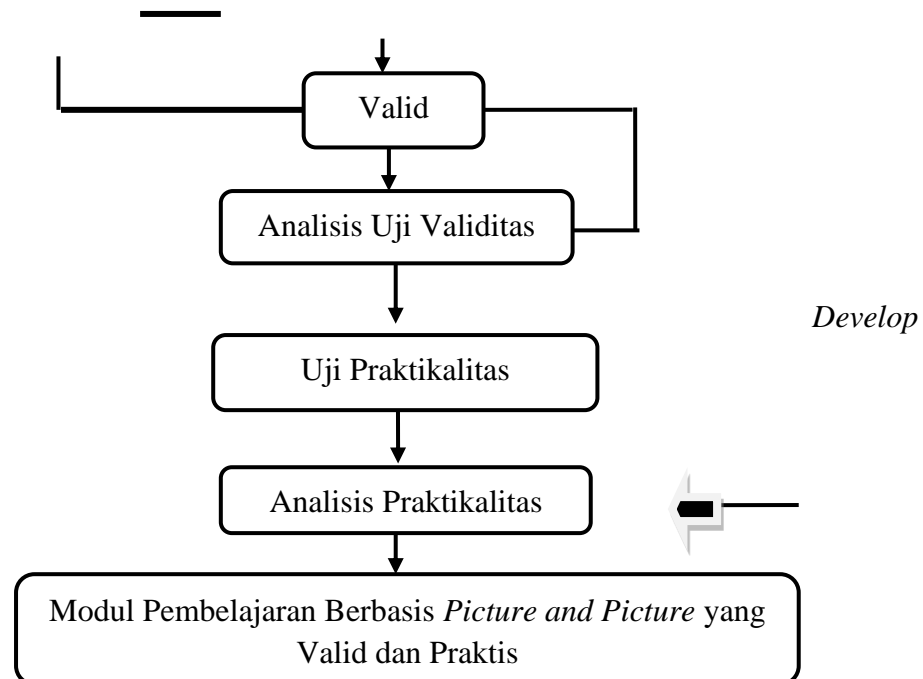 Valid
Analisis Uji Validitas
Develop
Uji Praktikalitas
Analisis Praktikalitas
Modul Pembelajaran Berbasis Picture and Picture yang
Valid dan Praktis